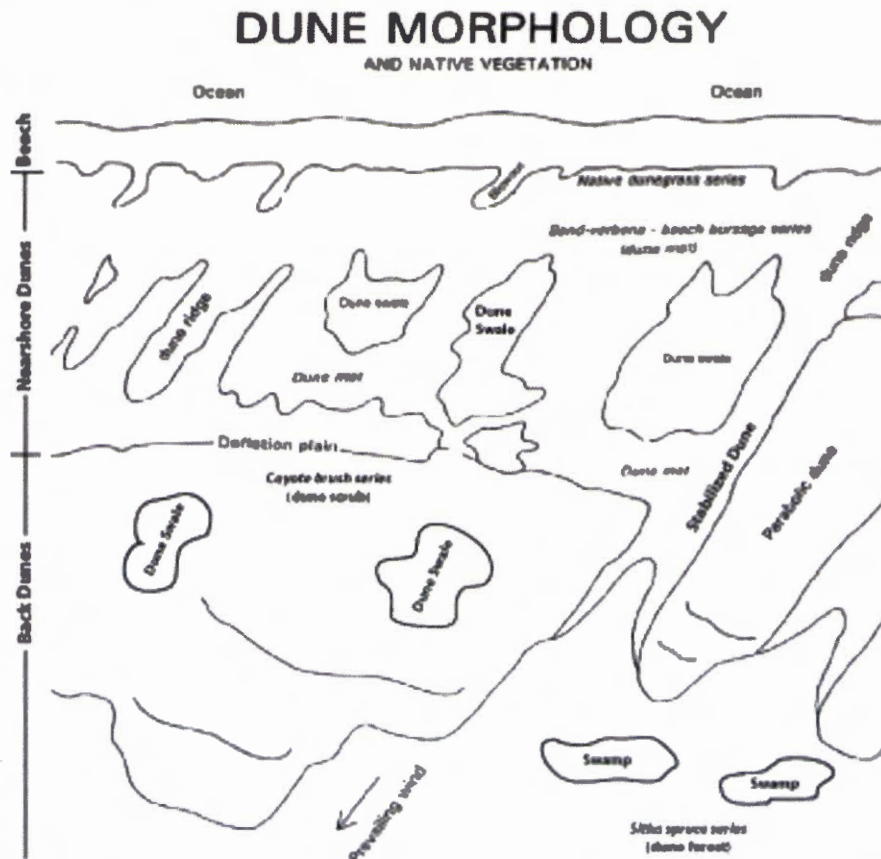 DUNE MORPHOLOGY
AND NATIVE VEGETATION
Ocean
Ocean
Beach
Blowout
Native dunegrass series
Nearshore Dunes
Sand-verbena - beach bursage series
(dune mat)
dune ridge
dune ridge
Dune swale
Dune
Swale
Dune swale
Dune mat
Deflation plain
Coyote brush series
(dune scrub)
Dune mat
Stabilized Dune
Parabolic dune
Back Dunes
Dune Swale
Dune Swale
Prevailing wind
Swamp
Swamp
Sitka spruce series
(dune forest)